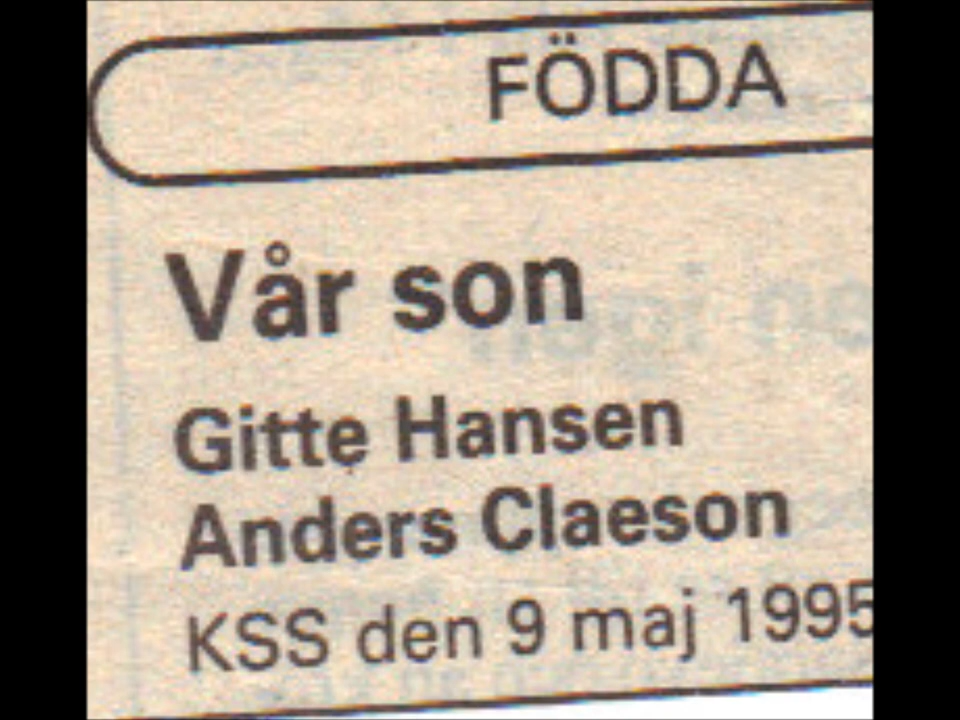 FÖDDA
Vår son
Gitte Hansen
Anders Claeson
KSS den 9 maj 1995